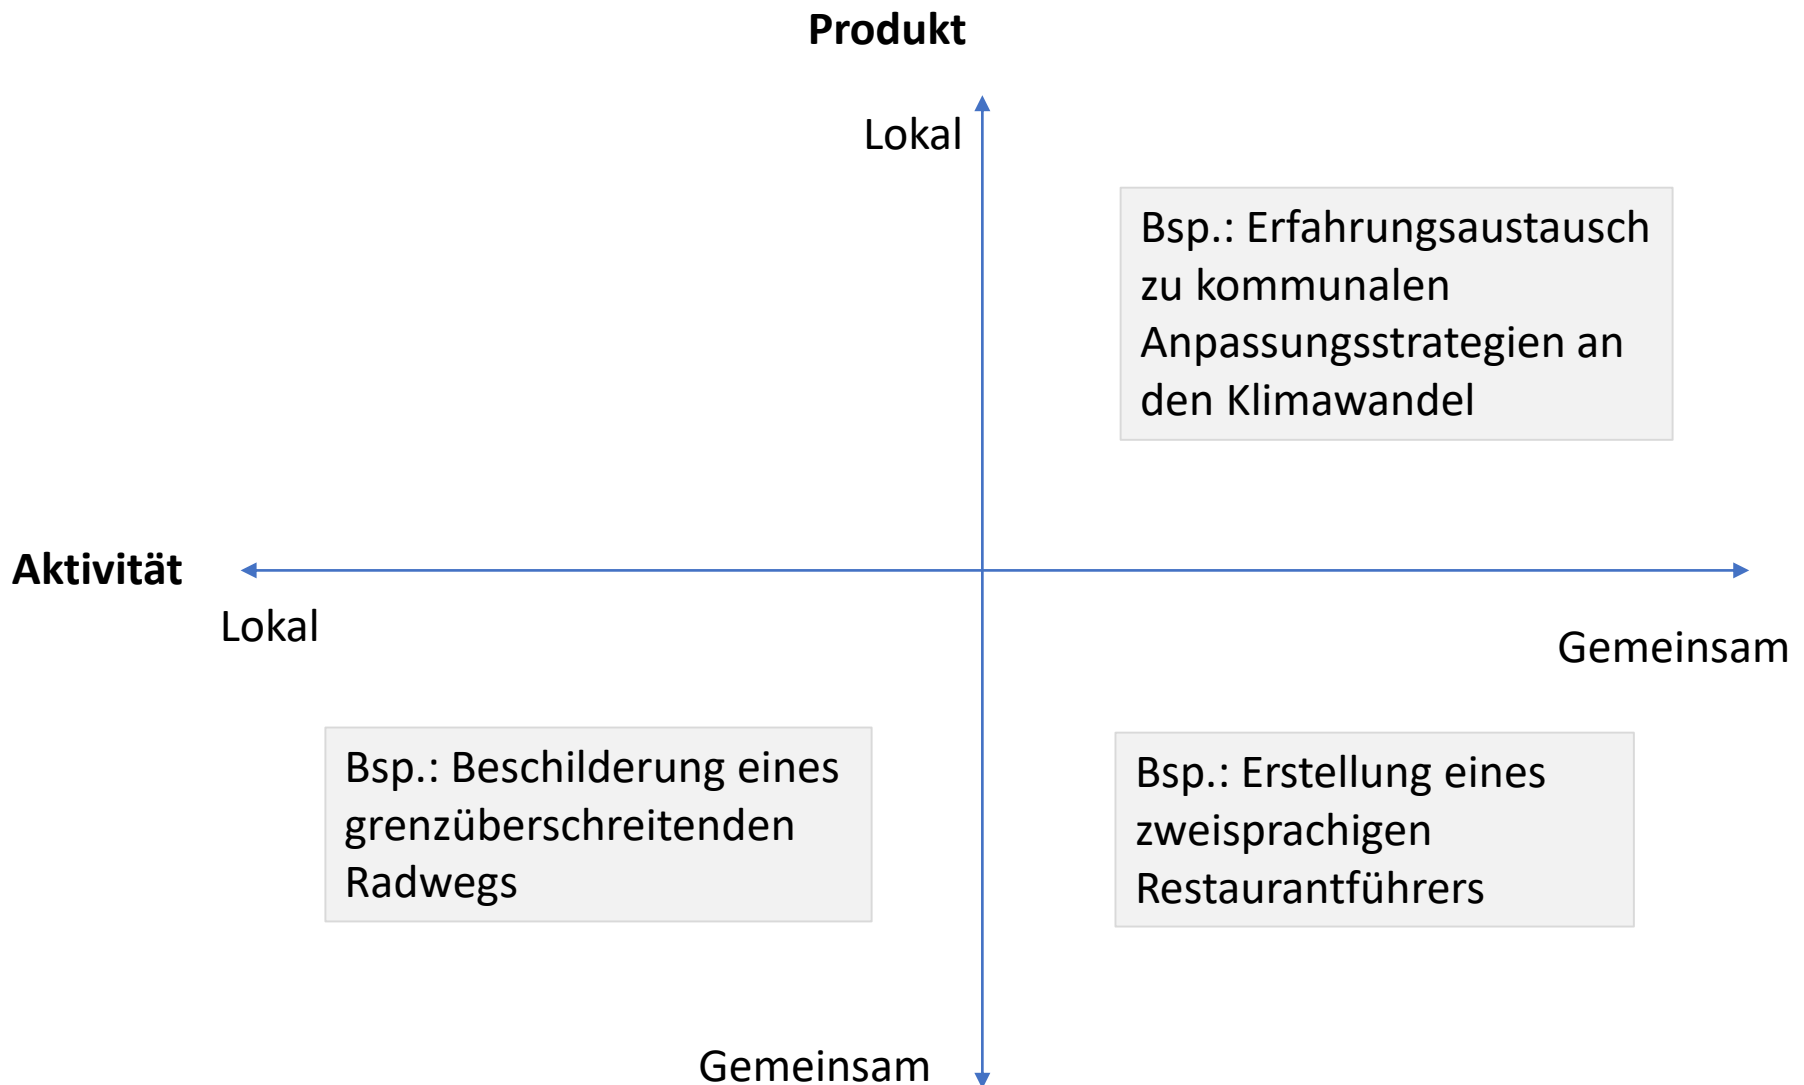 Produkt
Lokal
Bsp.: Erfahrungsaustausch
zu kommunalen
Anpassungsstrategien an
den Klimawandel
Aktivität
Lokal
Gemeinsam
Bsp.: Beschilderung eines
grenzüberschreitenden
Radwegs
Bsp.: Erstellung eines
zweisprachigen
Restaurantführers
Gemeinsam